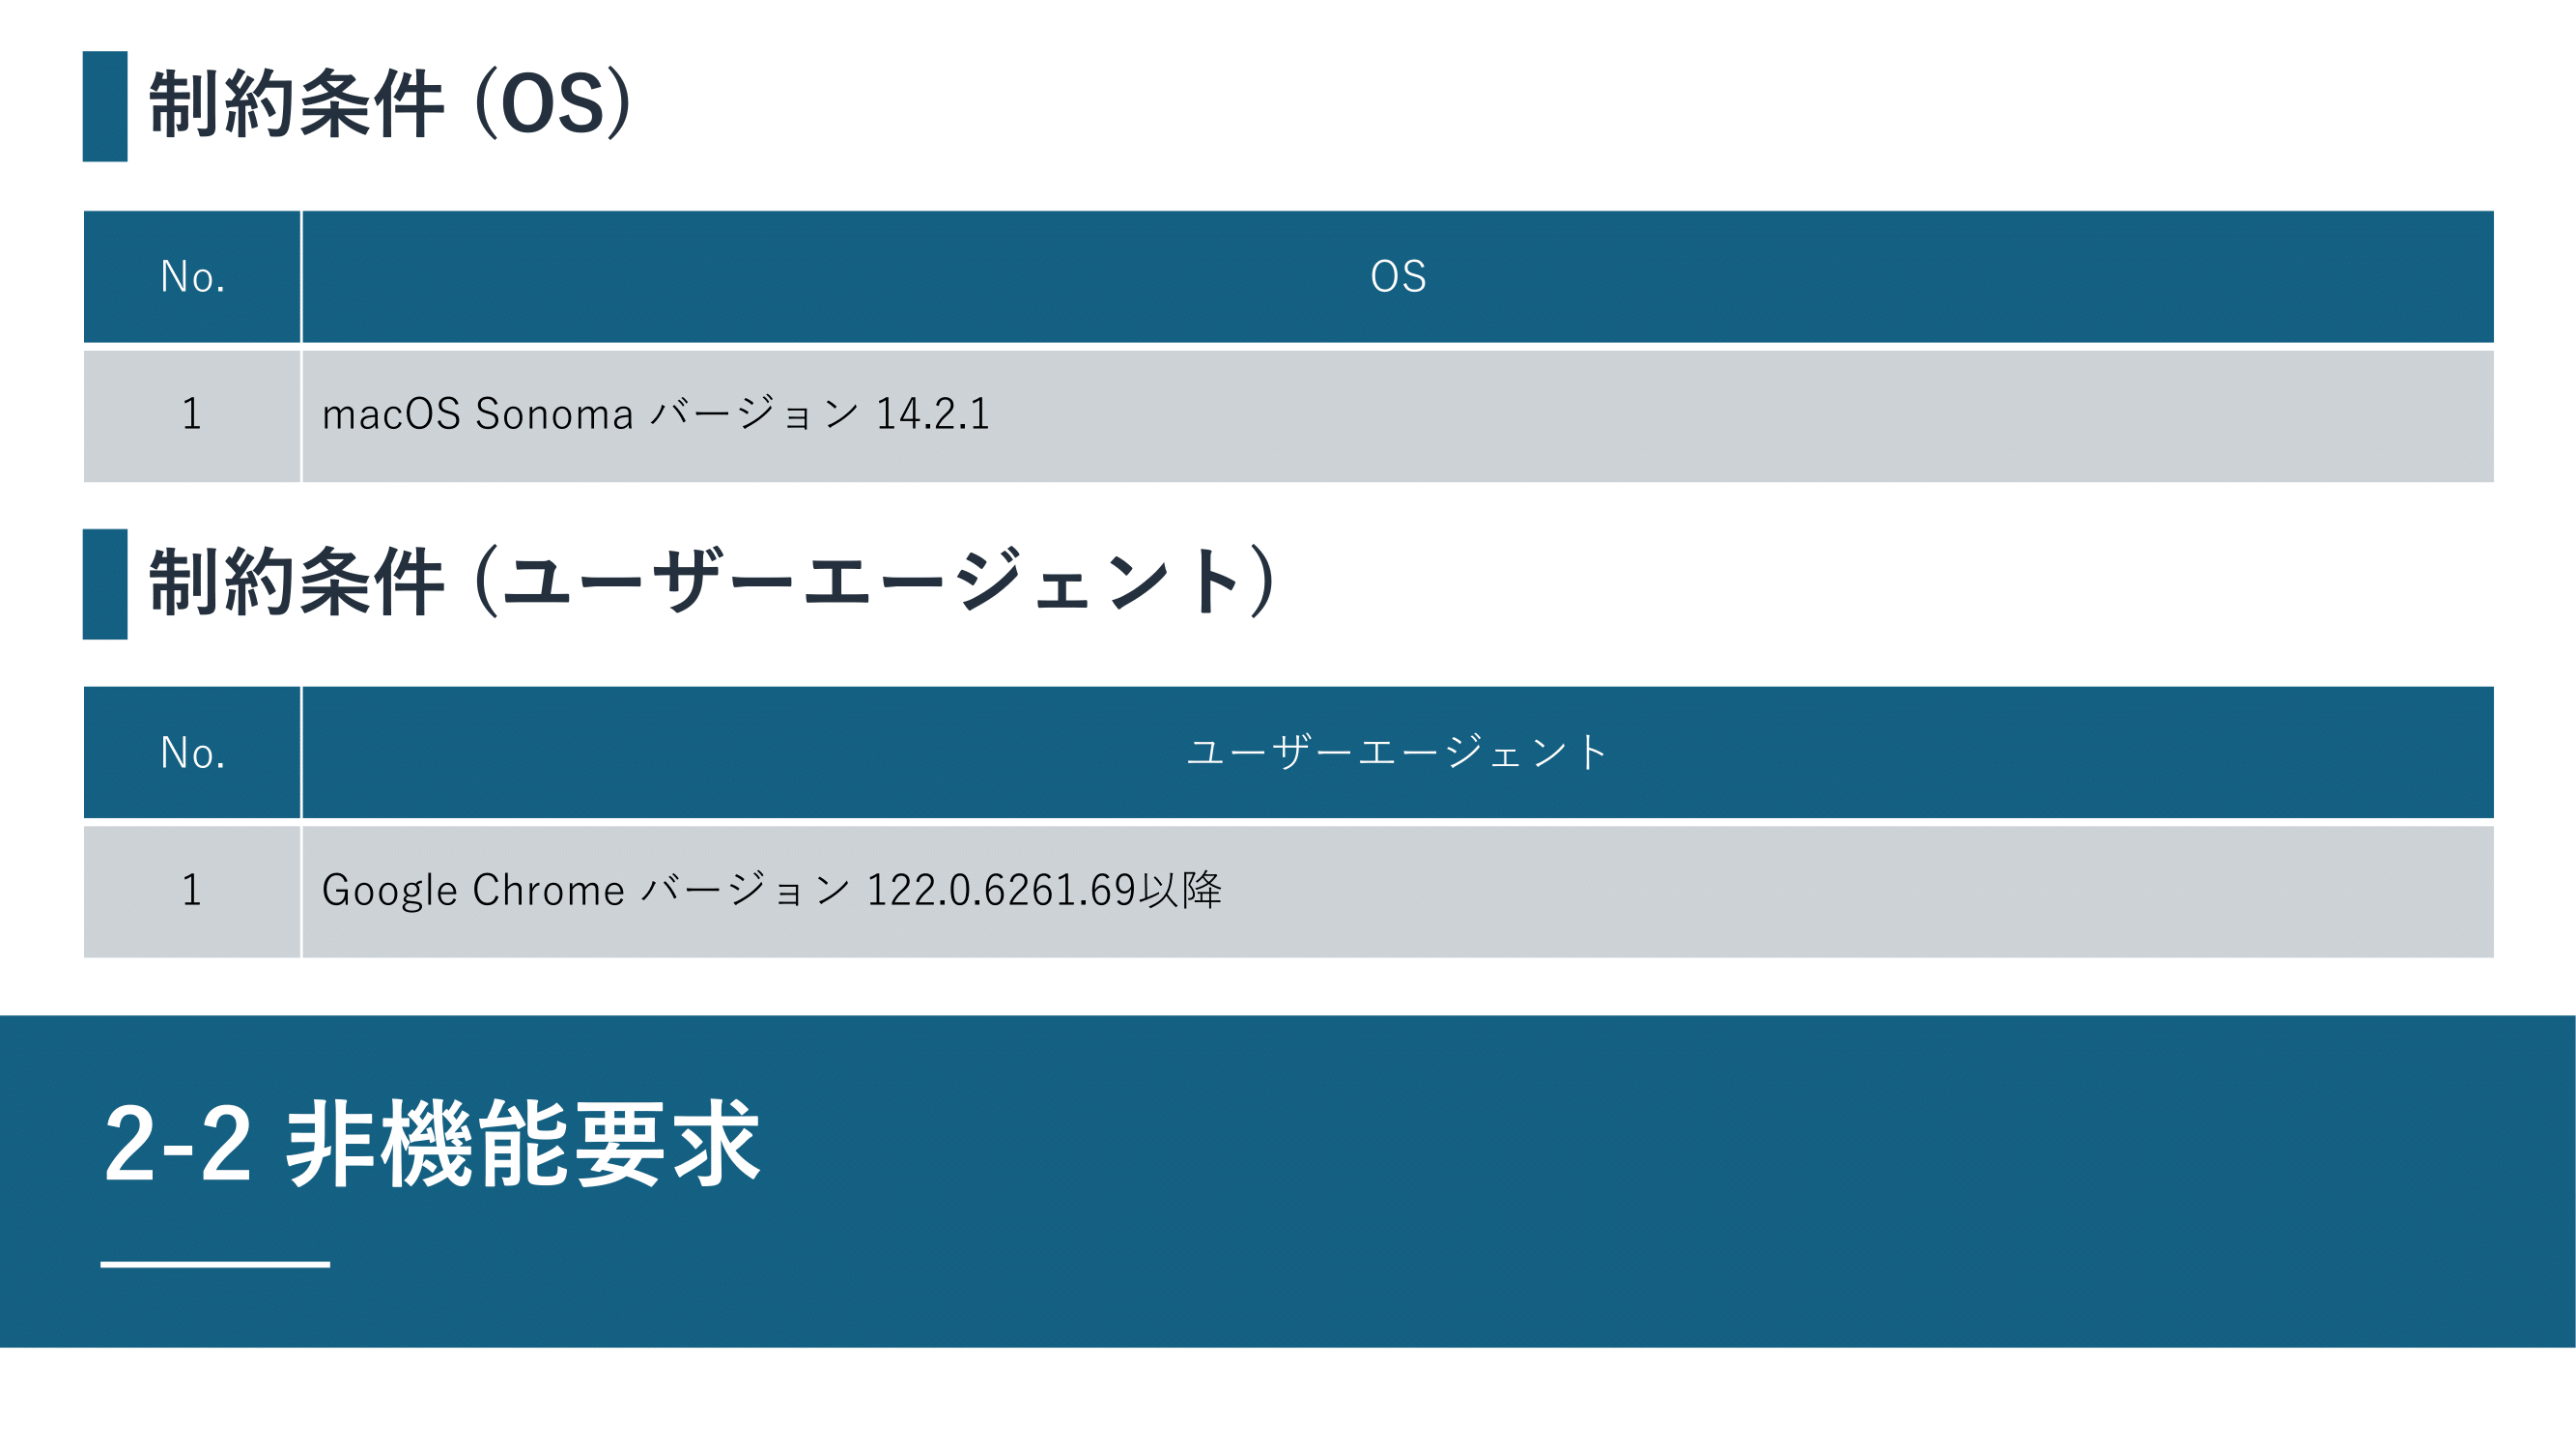 制約条件 (OS)
No. OS
1 macOS Sonoma バージョン 14.2.1
制約条件 (ユーザーエージェント)
No. ユーザーエージェント
1 Google Chrome バージョン 122.0.6261.69以降
2-2 非機能要求